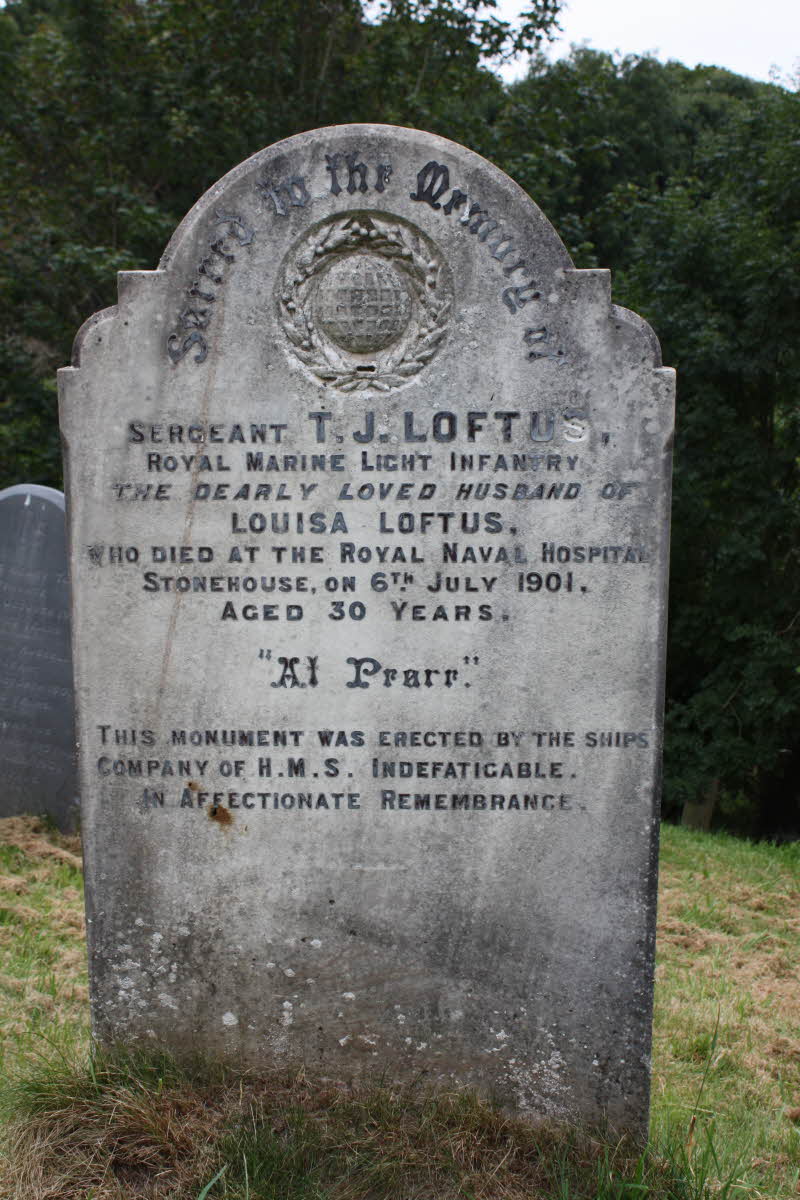 Sacred to the Memory of
SERGEANT T. J. LOFTUS,
ROYAL MARINE LIGHT INFANTRY
THE DEARLY LOVED HUSBAND OF
LOUISA LOFTUS,
WHO DIED AT THE ROYAL NAVAL HOSPITAL
STONEHOUSE, ON 6TH JULY 1901,
AGED 30 YEARS.
"At Peace."
THIS MONUMENT WAS ERECTED BY THE SHIPS
COMPANY OF H.M.S. INDEFATIGABLE.
IN AFFECTIONATE REMEMBRANCE.